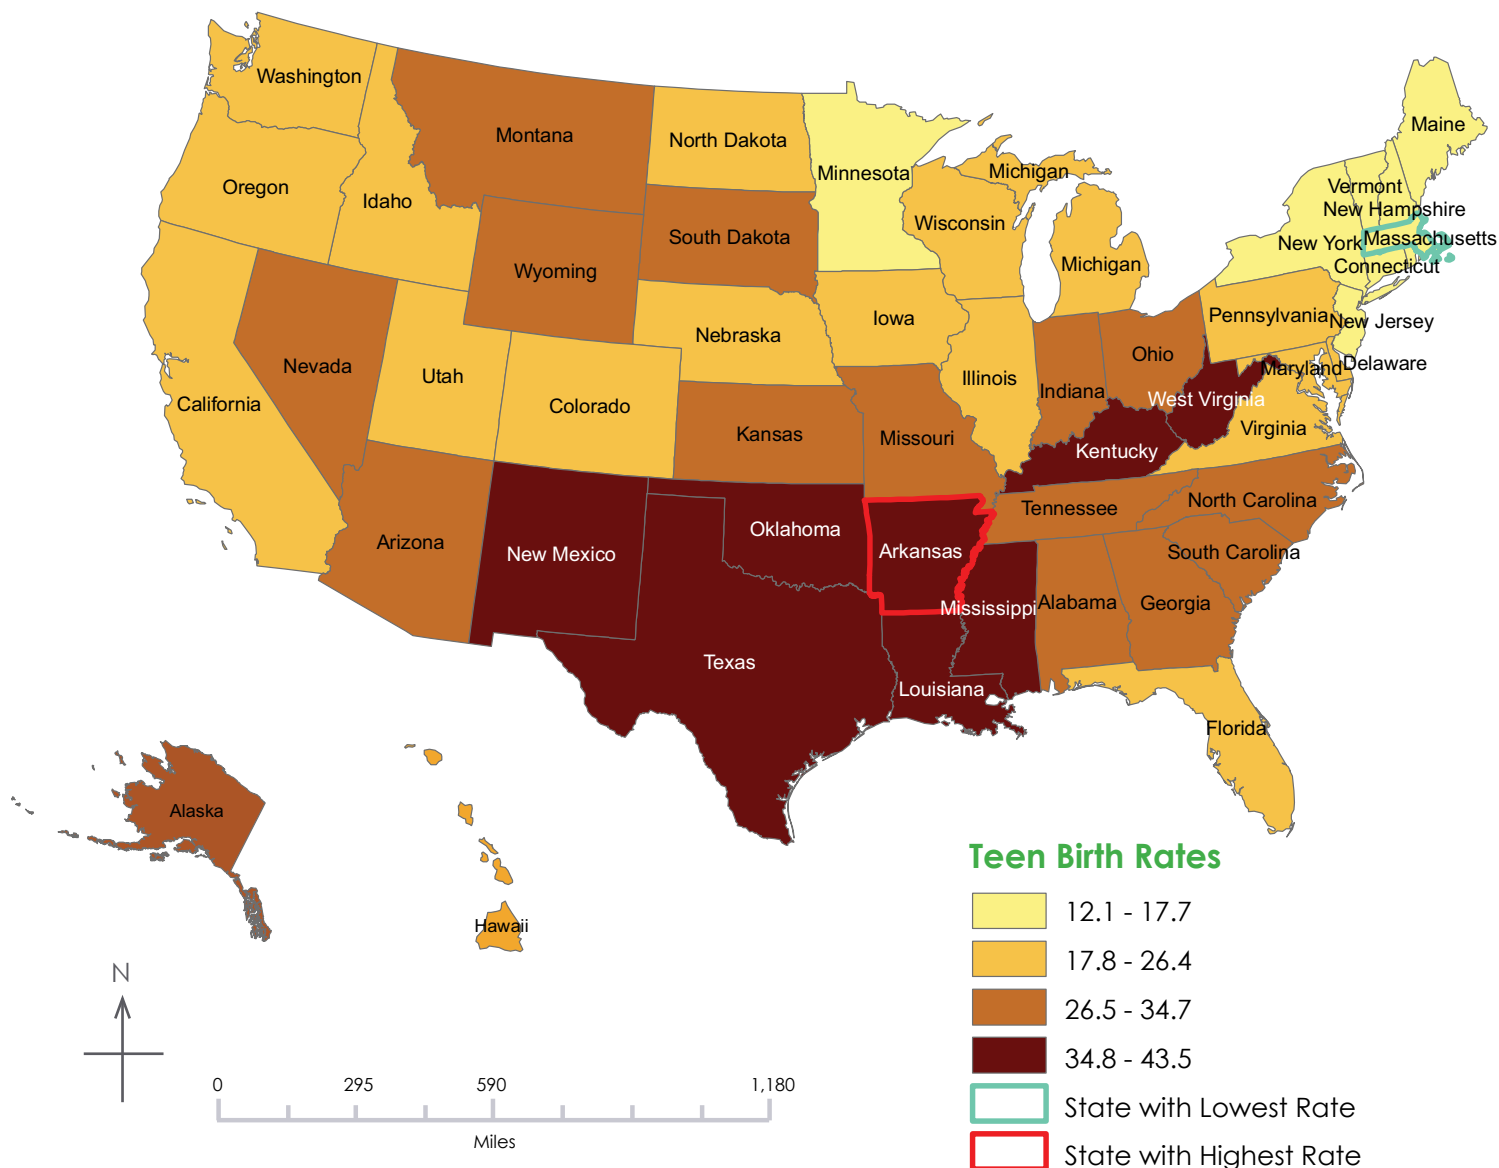 Washington
Montana
North Dakota
Minnesota
Michigan
Maine
Oregon
Idaho
Vermont
New Hampshire
Wisconsin
South Dakota
Wyoming
New York
Massachusetts
Connecticut
Michigan
Iowa
Nebraska
Pennsylvania
New Jersey
Ohio
Delaware
Maryland
Nevada
Utah
Colorado
California
Illinois
Indiana
West Virginia
Virginia
Kansas
Missouri
Kentucky
North Carolina
Tennessee
Oklahoma
Arizona
New Mexico
Arkansas
South Carolina
Mississippi
Alabama
Georgia
Texas
Louisiana
Florida
Alaska
Hawaii
Teen Birth Rates
12.1 - 17.7
17.8 - 26.4
26.5 - 34.7
34.8 - 43.5
State with Lowest Rate
State with Highest Rate
N
0 295 590 1,180
Miles